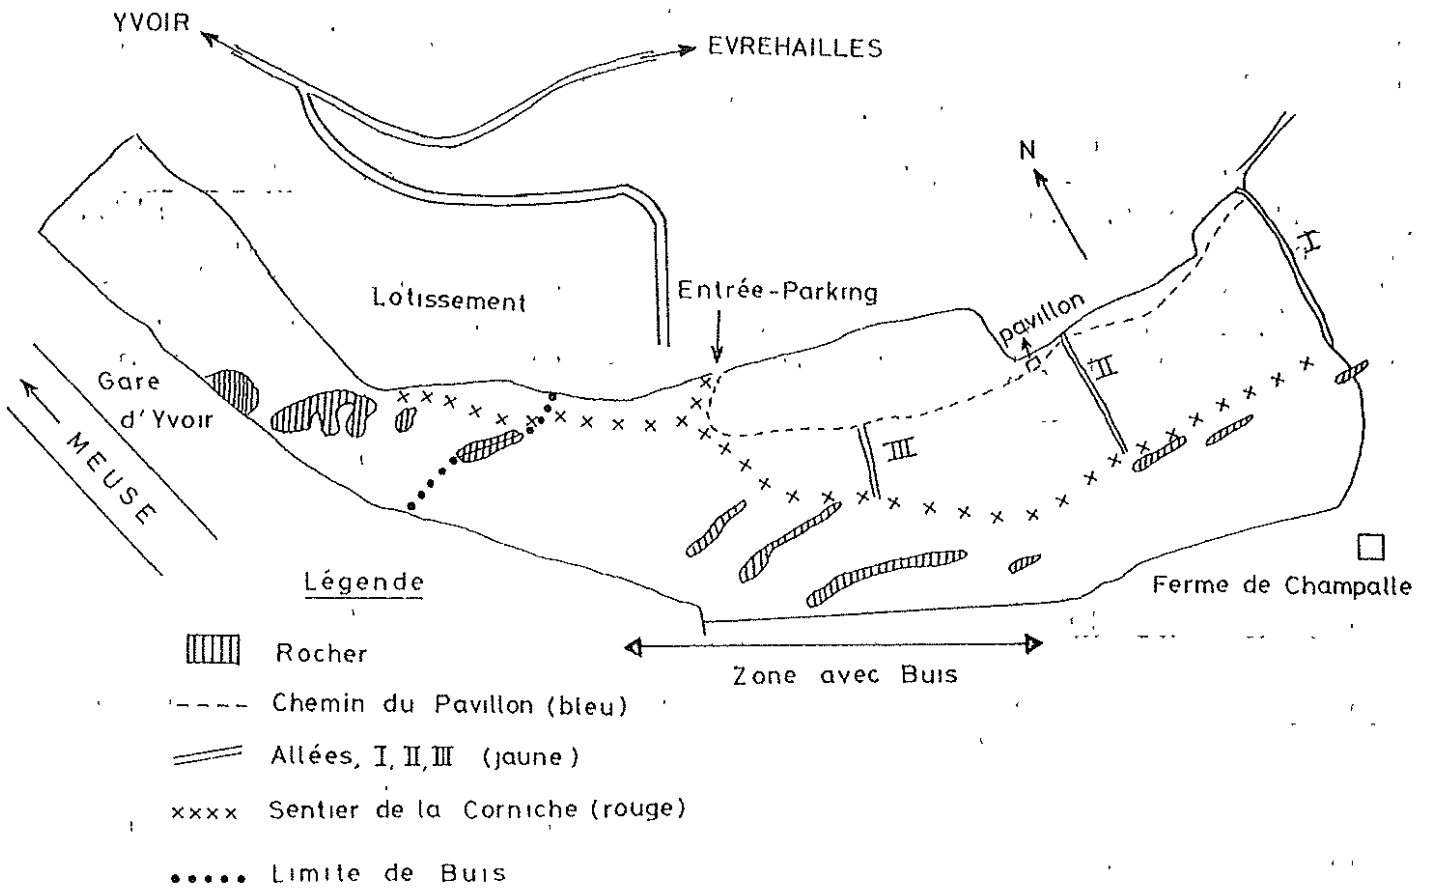 YVOIR
EVREHAILLES
N
I
Lotissement
Entrée-Parking
pavillon
II
Gare
d'Yvoir
MEUSE
III
Légende
Ferme de Champalle
Rocher
Zone avec Buis
Chemin du Pavillon (bleu)
Allées, I, II, III (jaune)
xxxx Sentier de la Corniche (rouge)
Limite de Buis